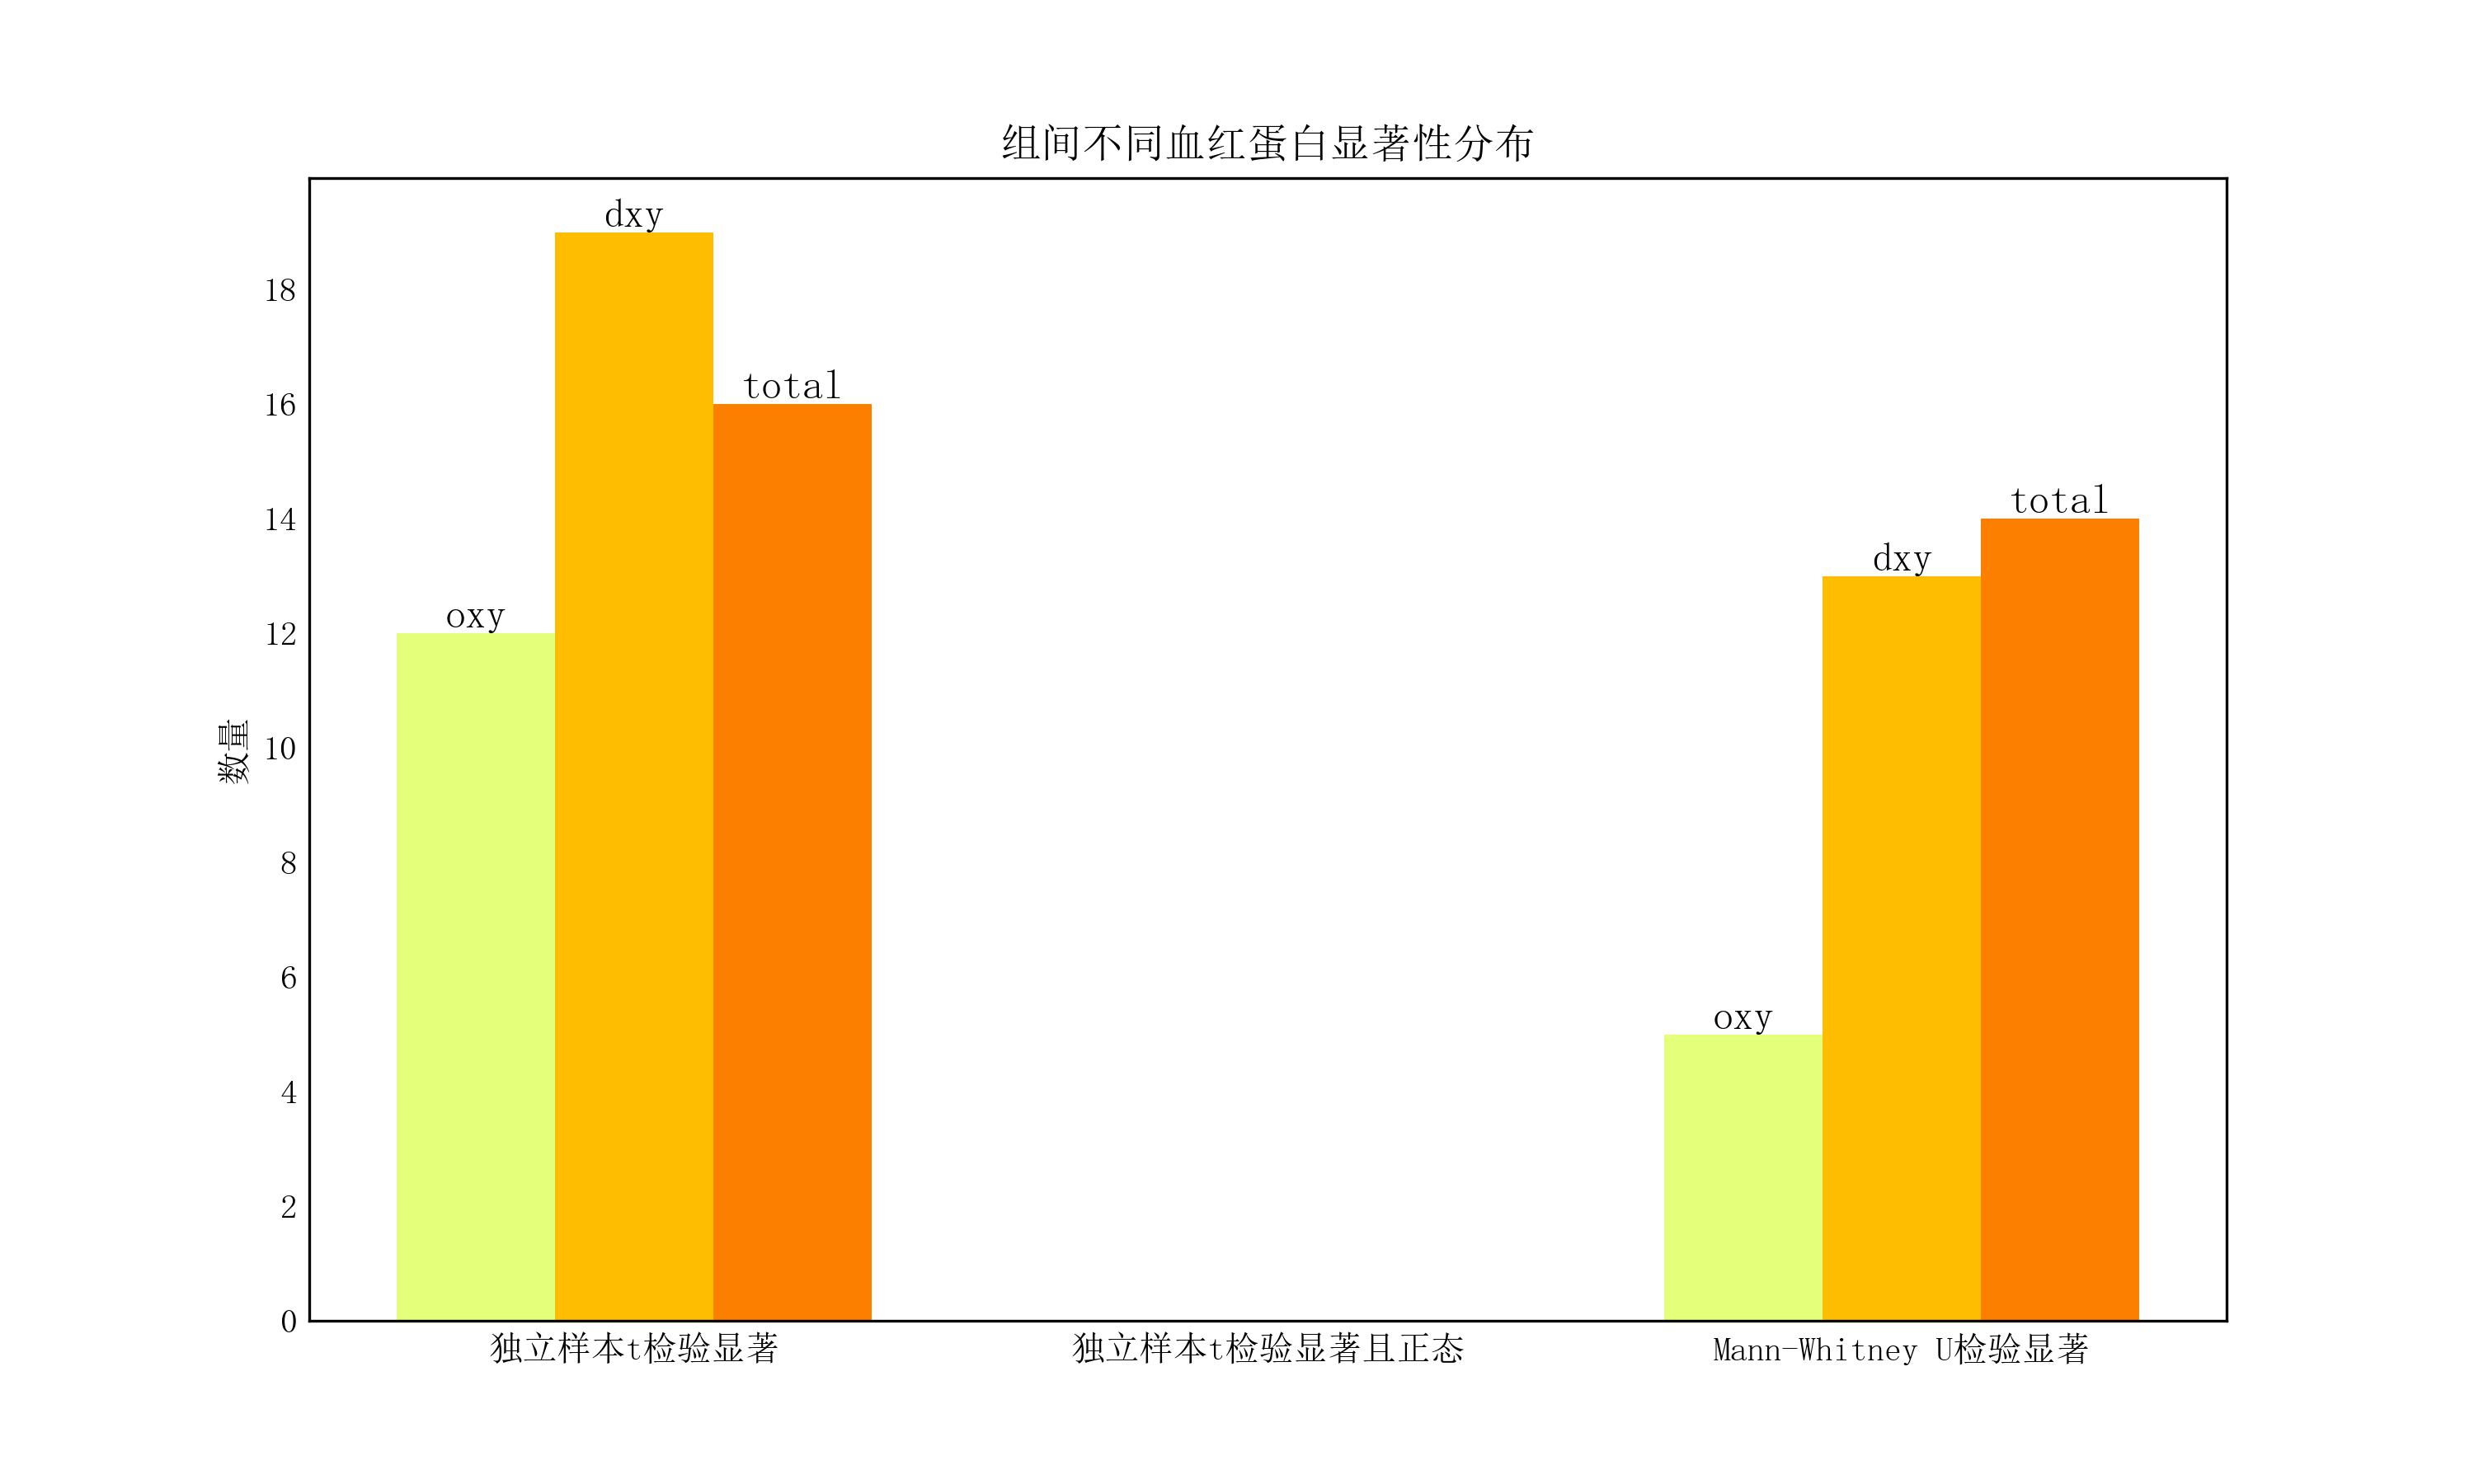 组间不同血红蛋白显著性分布
数量
18
16
14
12
10
8
6
4
2
0
oxy
dxy
total
oxy
dxy
total
独立样本t检验显著
独立样本t检验显著且正态
Mann-Whitney U检验显著